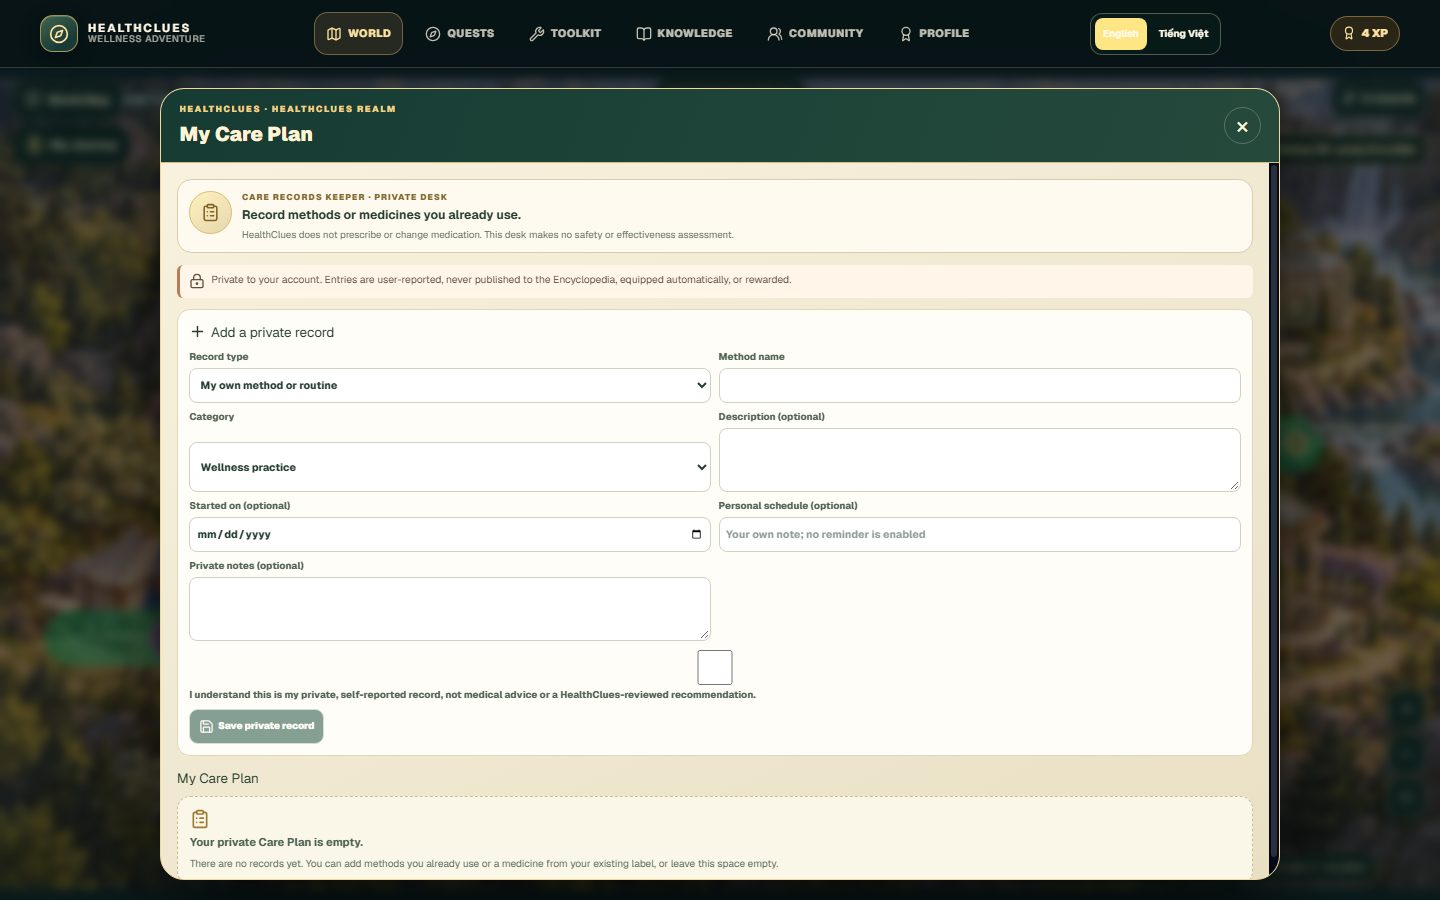 HEALTHCLUES
WELLNESS ADVENTURE
WORLD
QUESTS
TOOLKIT
KNOWLEDGE
COMMUNITY
PROFILE
English
Tiếng Việt
4 XP
HEALTHCLUES · HEALTHCLUES REALM
My Care Plan
CARE RECORDS KEEPER · PRIVATE DESK
Record methods or medicines you already use.
HealthClues does not prescribe or change medication. This desk makes no safety or effectiveness assessment.
Private to your account. Entries are user-reported, never published to the Encyclopedia, equipped automatically, or rewarded.
Add a private record
Record type
Method name
My own method or routine
Category
Description (optional)
Wellness practice
Started on (optional)
Personal schedule (optional)
mm/dd/yyyy
Your own note; no reminder is enabled
Private notes (optional)
I understand this is my private, self-reported record, not medical advice or a HealthClues-reviewed recommendation.
Save private record
My Care Plan
Your private Care Plan is empty.
There are no records yet. You can add methods you already use or a medicine from your existing label, or leave this space empty.